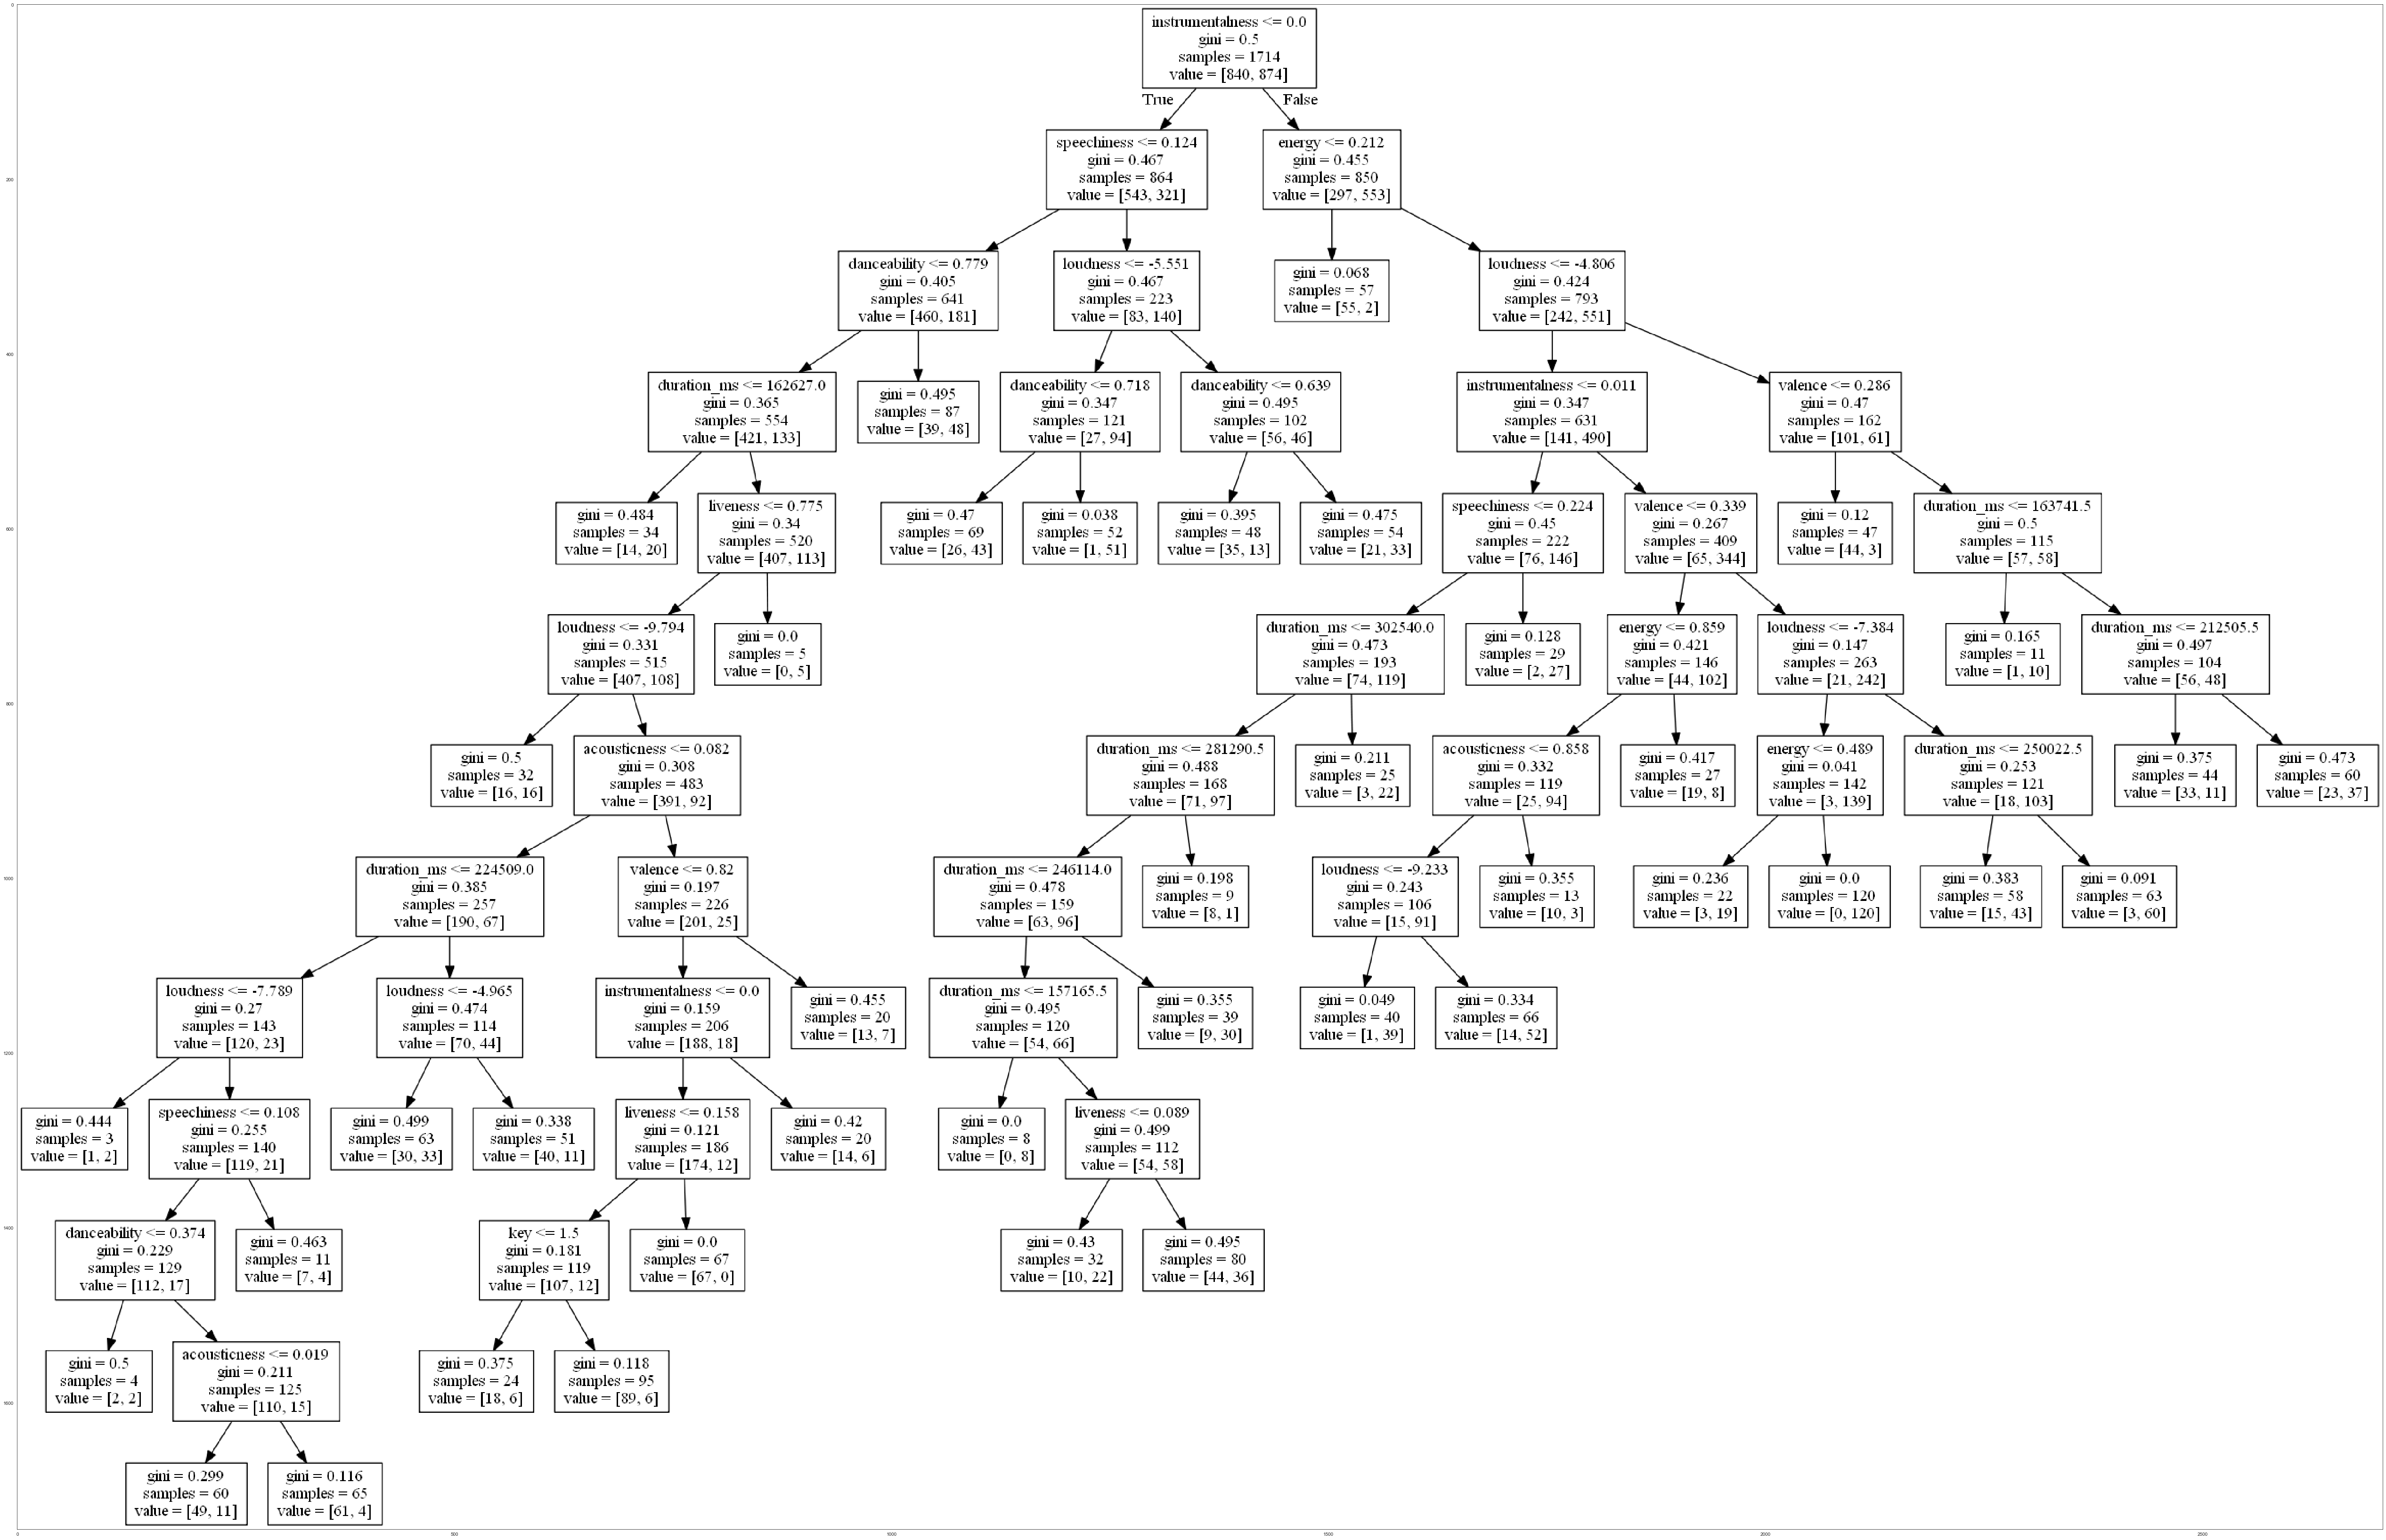 instrumentalness <= 0.0
gini = 0.5
samples = 1714
value = [840, 874]
True
False
speechiness <= 0.124
gini = 0.467
samples = 864
value = [543, 321]
energy <= 0.212
gini = 0.455
samples = 850
value = [297, 553]
danceability <= 0.779
gini = 0.405
samples = 641
value = [460, 181]
loudness <= -5.551
gini = 0.467
samples = 223
value = [83, 140]
gini = 0.068
samples = 57
value = [55, 2]
loudness <= -4.806
gini = 0.424
samples = 793
value = [242, 551]
duration_ms <= 162627.0
gini = 0.365
samples = 554
value = [421, 133]
gini = 0.495
samples = 87
value = [39, 48]
danceability <= 0.718
gini = 0.347
samples = 121
value = [27, 94]
danceability <= 0.639
gini = 0.495
samples = 102
value = [56, 46]
instrumentalness <= 0.011
gini = 0.347
samples = 631
value = [141, 490]
valence <= 0.286
gini = 0.47
samples = 162
value = [101, 61]
gini = 0.484
samples = 34
value = [14, 20]
liveness <= 0.775
gini = 0.34
samples = 520
value = [407, 113]
gini = 0.47
samples = 69
value = [26, 43]
gini = 0.038
samples = 52
value = [1, 51]
gini = 0.395
samples = 48
value = [35, 13]
gini = 0.475
samples = 54
value = [21, 33]
speechiness <= 0.224
gini = 0.45
samples = 222
value = [76, 146]
valence <= 0.339
gini = 0.267
samples = 409
value = [65, 344]
gini = 0.12
samples = 47
value = [44, 3]
duration_ms <= 163741.5
gini = 0.5
samples = 115
value = [57, 58]
loudness <= -9.794
gini = 0.331
samples = 515
value = [407, 108]
gini = 0.0
samples = 5
value = [0, 5]
duration_ms <= 302540.0
gini = 0.473
samples = 193
value = [74, 119]
gini = 0.128
samples = 29
value = [2, 27]
energy <= 0.859
gini = 0.421
samples = 146
value = [44, 102]
loudness <= -7.384
gini = 0.147
samples = 263
value = [21, 242]
gini = 0.165
samples = 11
value = [1, 10]
duration_ms <= 212505.5
gini = 0.497
samples = 104
value = [56, 48]
gini = 0.5
samples = 32
value = [16, 16]
acousticness <= 0.082
gini = 0.308
samples = 483
value = [391, 92]
duration_ms <= 281290.5
gini = 0.488
samples = 168
value = [71, 97]
gini = 0.211
samples = 25
value = [3, 22]
acousticness <= 0.858
gini = 0.332
samples = 119
value = [25, 94]
gini = 0.417
samples = 27
value = [19, 8]
energy <= 0.489
gini = 0.041
samples = 142
value = [3, 139]
duration_ms <= 250022.5
gini = 0.253
samples = 121
value = [18, 103]
gini = 0.375
samples = 44
value = [33, 11]
gini = 0.473
samples = 60
value = [23, 37]
duration_ms <= 224509.0
gini = 0.385
samples = 257
value = [190, 67]
valence <= 0.82
gini = 0.197
samples = 226
value = [201, 25]
duration_ms <= 246114.0
gini = 0.478
samples = 159
value = [63, 96]
gini = 0.198
samples = 9
value = [8, 1]
loudness <= -9.233
gini = 0.243
samples = 106
value = [15, 91]
gini = 0.355
samples = 13
value = [10, 3]
gini = 0.236
samples = 22
value = [3, 19]
gini = 0.0
samples = 120
value = [0, 120]
gini = 0.383
samples = 58
value = [15, 43]
gini = 0.091
samples = 63
value = [3, 60]
loudness <= -7.789
gini = 0.27
samples = 143
value = [120, 23]
loudness <= -4.965
gini = 0.474
samples = 114
value = [70, 44]
instrumentalness <= 0.0
gini = 0.159
samples = 206
value = [188, 18]
gini = 0.455
samples = 20
value = [13, 7]
duration_ms <= 157165.5
gini = 0.495
samples = 120
value = [54, 66]
gini = 0.355
samples = 39
value = [9, 30]
gini = 0.049
samples = 40
value = [1, 39]
gini = 0.334
samples = 66
value = [14, 52]
gini = 0.444
samples = 3
value = [1, 2]
speechiness <= 0.108
gini = 0.255
samples = 140
value = [119, 21]
gini = 0.499
samples = 63
value = [30, 33]
gini = 0.338
samples = 51
value = [40, 11]
liveness <= 0.158
gini = 0.121
samples = 186
value = [174, 12]
gini = 0.42
samples = 20
value = [14, 6]
gini = 0.0
samples = 8
value = [0, 8]
liveness <= 0.089
gini = 0.499
samples = 112
value = [54, 58]
danceability <= 0.374
gini = 0.229
samples = 129
value = [112, 17]
gini = 0.463
samples = 11
value = [7, 4]
key <= 1.5
gini = 0.181
samples = 119
value = [107, 12]
gini = 0.0
samples = 67
value = [67, 0]
gini = 0.43
samples = 32
value = [10, 22]
gini = 0.495
samples = 80
value = [44, 36]
gini = 0.5
samples = 4
value = [2, 2]
acousticness <= 0.019
gini = 0.211
samples = 125
value = [110, 15]
gini = 0.375
samples = 24
value = [18, 6]
gini = 0.118
samples = 95
value = [89, 6]
gini = 0.299
samples = 60
value = [49, 11]
gini = 0.116
samples = 65
value = [61, 4]
0
200
400
600
800
1000
1200
1400
1600
0
500
1000
1500
2000
2500